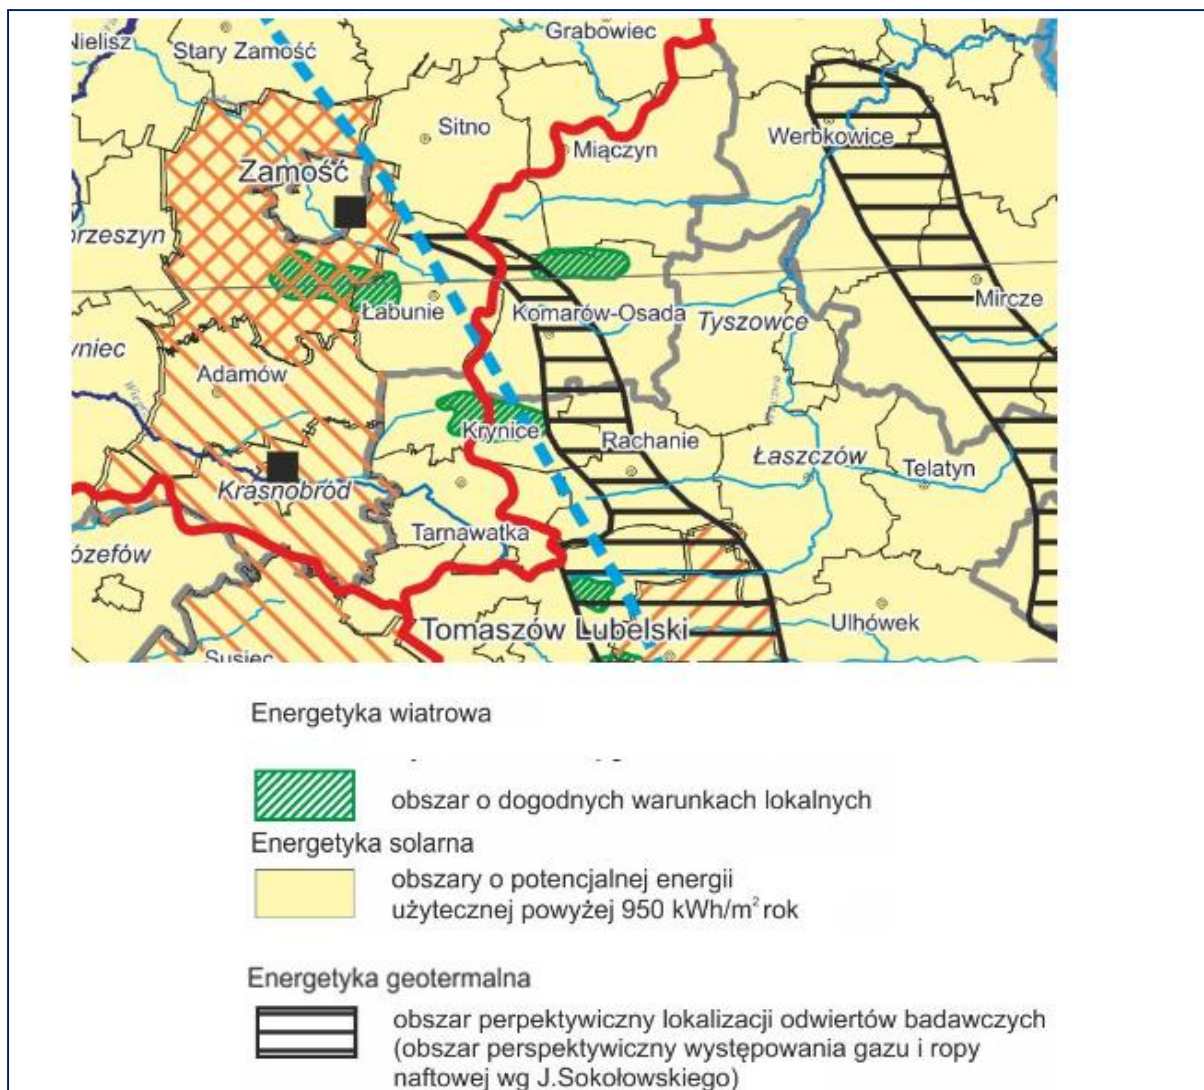 Nielisz
Stary Zamość
Grabowiec
Sitno
Miączyn
Werbkowice
Zamość
Mircze
Łabunie
Komarów-Osada
Tyszowce
Adamów
Krynice
Rachanie
Łaszczów
Telatyn
Krasnobród
Tarnawatka
Tomaszów Lubelski
Ulhówek
Susiec
Energetyka wiatrowa
obszar o dogodnych warunkach lokalnych
Energetyka solarna
obszary o potencjalnej energii
użytecznej powyżej 950 kWh/m² rok
Energetyka geotermalna
obszar perpektywiczny lokalizacji odwiertów badawczych
(obszar perspektywiczny występowania gazu i ropy
naftowej wg J.Sokołowskiego)